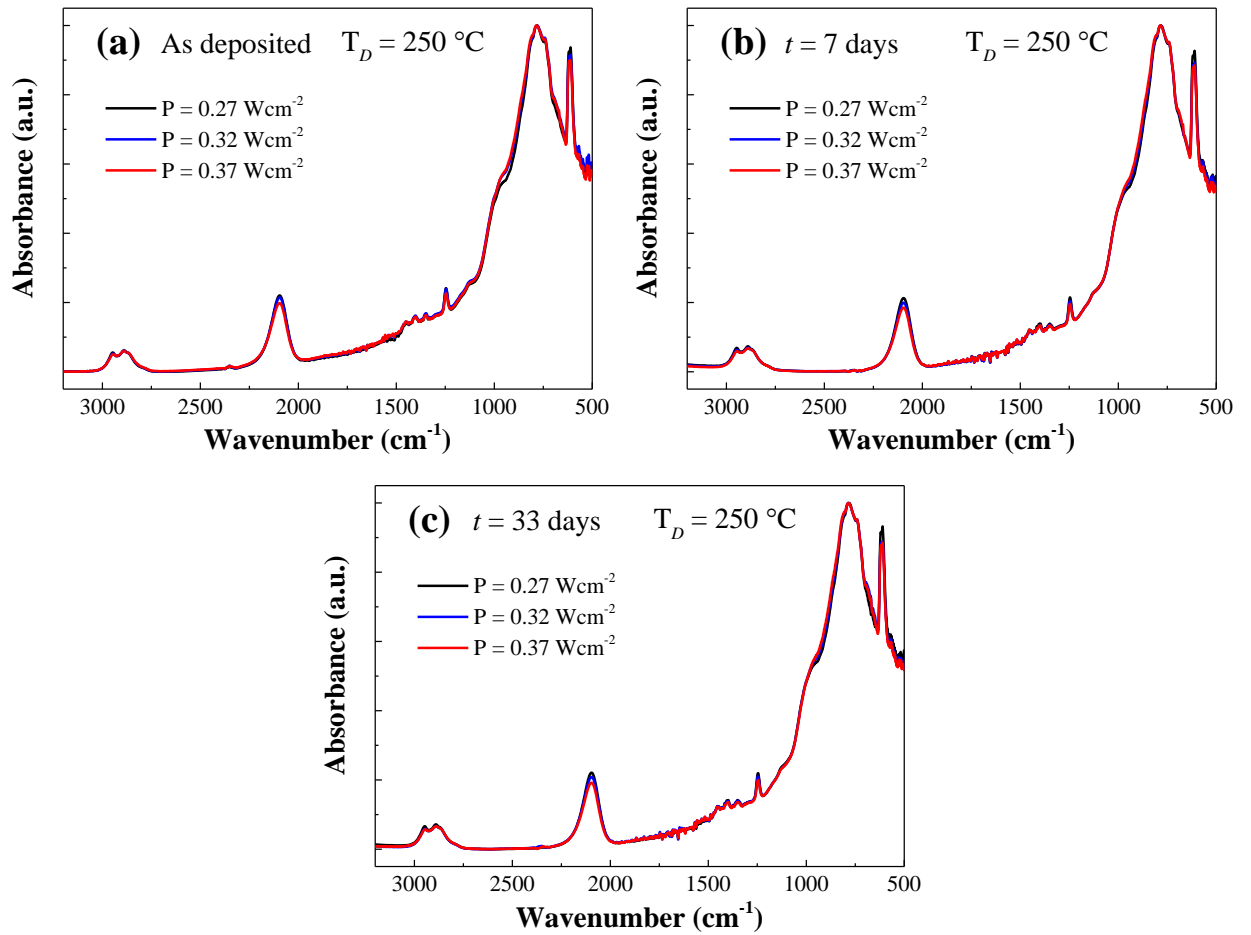 (a) As deposited T_D = 250 °C
P = 0.27 Wcm⁻²
P = 0.32 Wcm⁻²
P = 0.37 Wcm⁻²
Absorbance (a.u.)
3000 2500 2000 1500 1000 500
Wavenumber (cm⁻¹)
(b) t = 7 days T_D = 250 °C
P = 0.27 Wcm⁻²
P = 0.32 Wcm⁻²
P = 0.37 Wcm⁻²
Absorbance (a.u.)
3000 2500 2000 1500 1000 500
Wavenumber (cm⁻¹)
(c) t = 33 days T_D = 250 °C
P = 0.27 Wcm⁻²
P = 0.32 Wcm⁻²
P = 0.37 Wcm⁻²
Absorbance (a.u.)
3000 2500 2000 1500 1000 500
Wavenumber (cm⁻¹)